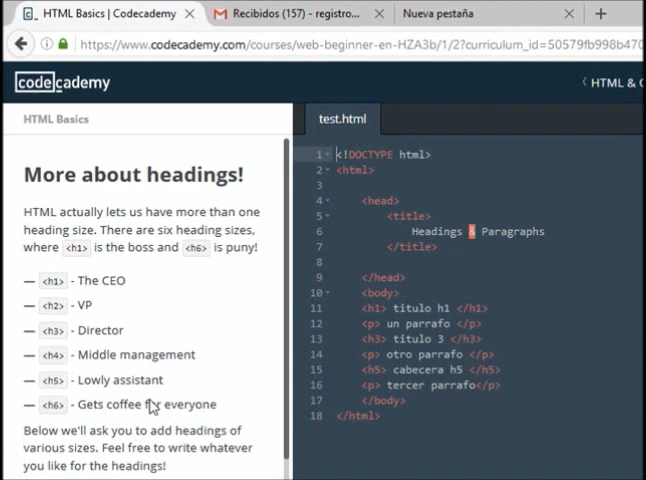 HTML Basics | Codecademy
Recibidos (157) - registro...
Nueva pestaña
https://www.codecademy.com/courses/web-beginner-en-HZA3b/1/2?curriculum_id=50579fb998b470
codecademy
HTML &
HTML Basics
test.html
More about headings!
HTML actually lets us have more than one
heading size. There are six heading sizes,
where <h1> is the boss and <h6> is puny!
— <h1> - The CEO
— <h2> - VP
— <h3> - Director
— <h4> - Middle management
— <h5> - Lowly assistant
— <h6> - Gets coffee for everyone
Below we'll ask you to add headings of
various sizes. Feel free to write whatever
you like for the headings!
1 <!DOCTYPE html>
2 <html>
3
4 <head>
5 <title>
6 Headings & Paragraphs
7 </title>
8
9 </head>
10 <body>
11 <h1> titulo h1 </h1>
12 <p> un parrafo </p>
13 <h3> titulo 3 </h3>
14 <p> otro parrafo </p>
15 <h5> cabecera h5 </h5>
16 <p> tercer parrafo</p>
17 </body>
18 </html>